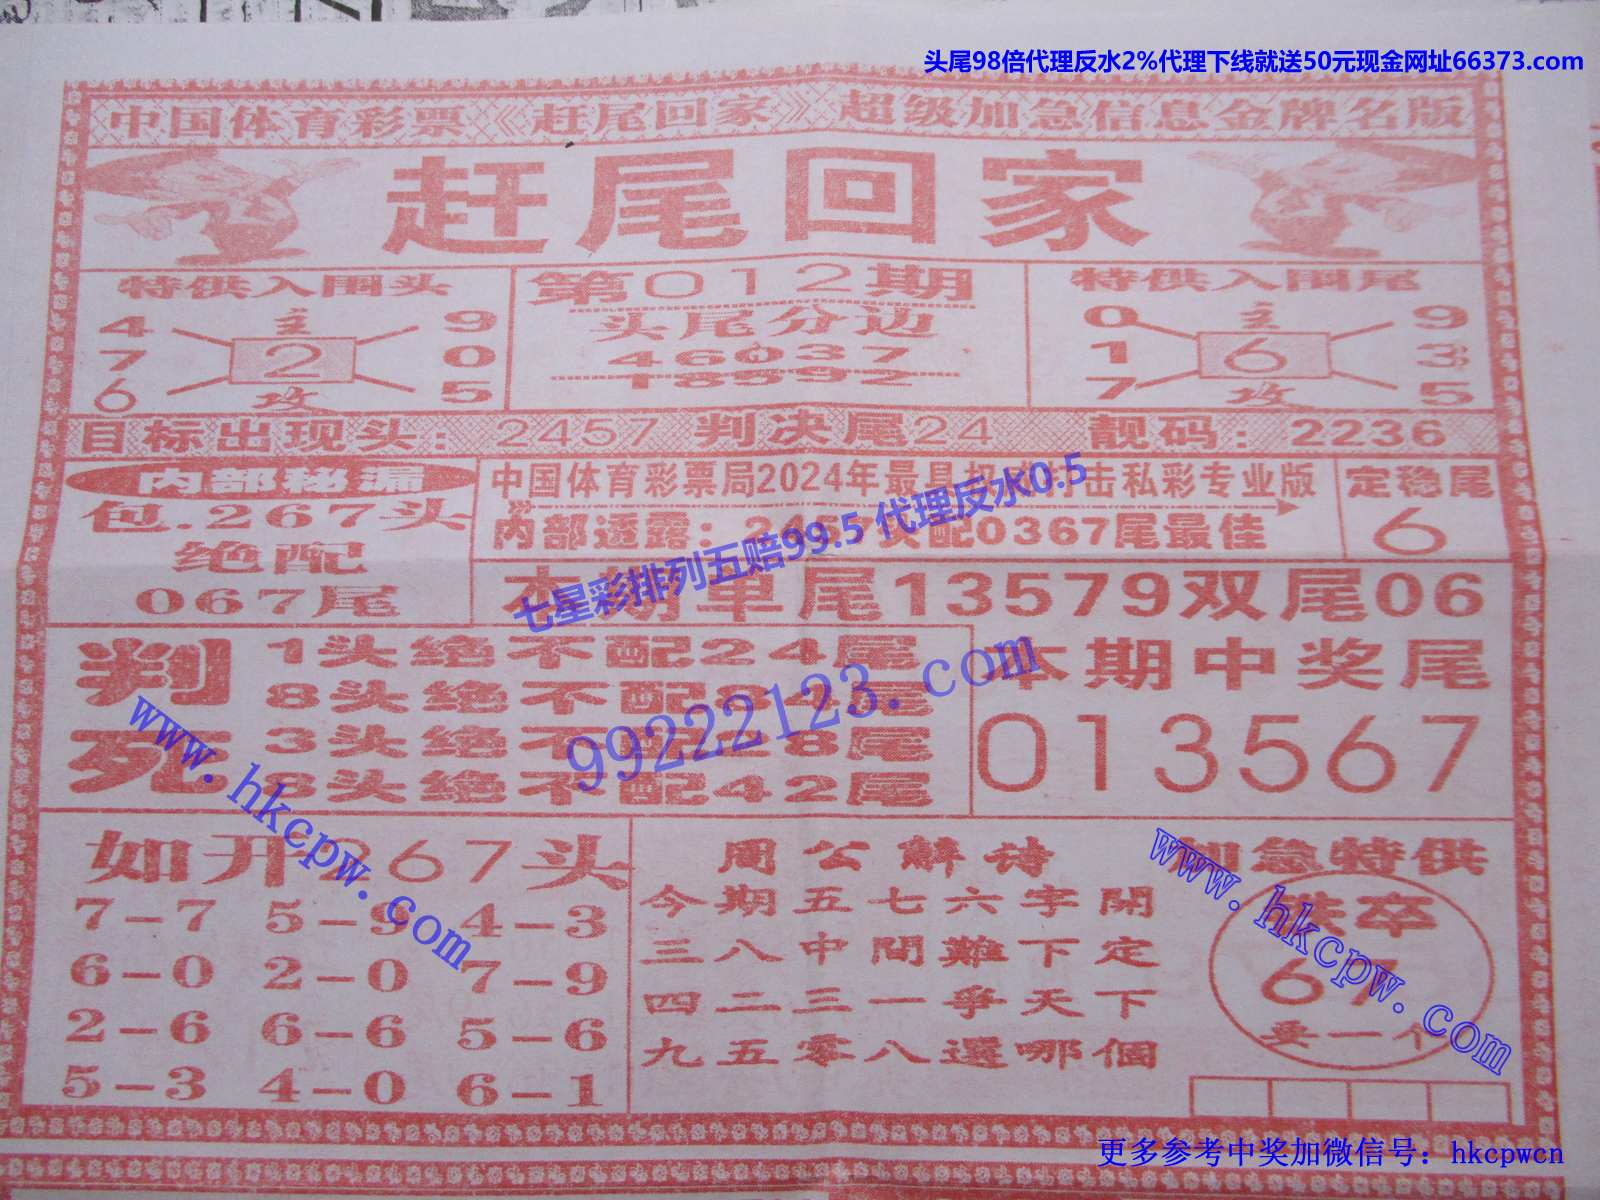 头尾98倍代理反水2%代理下线就送50元现金网址66373.com
中国体育彩票《赶尾回家》超级加急信息金牌名版
赶尾回家
特供入围头
4 主 9
7 2 0
6 攻 5
第012期
头尾分边
46037
18592
特供入围尾
0 主 9
1 6 3
7 攻 5
目标出现头：2457 判决尾24 靓码：2236
内部秘漏
包.267头
绝配
067尾
中国体育彩票局2024年最具 打击私彩专业版
内部透露： 配0367尾最佳
定稳尾
6
七星彩排列五赔99.5 代理反水0.5
本期单尾13579双尾06
判死
1头绝不配24尾
8头绝不配 4尾
3头绝不配 8尾
头绝不配42尾
99222123.com
本期中奖尾
013567
如开267头
7-7 5-9 4-3
6-0 2-0 7-9
2-6 6-6 5-6
5-3 4-0 6-1
www.hkcpw.com
周公解诗
今期五七六字開
三八中間難下定
四二三一爭天下
九五零八選哪個
加急特供
卒
67
卖一个
www.hkcpw.com
更多参考中奖加微信号：hkcpwcn